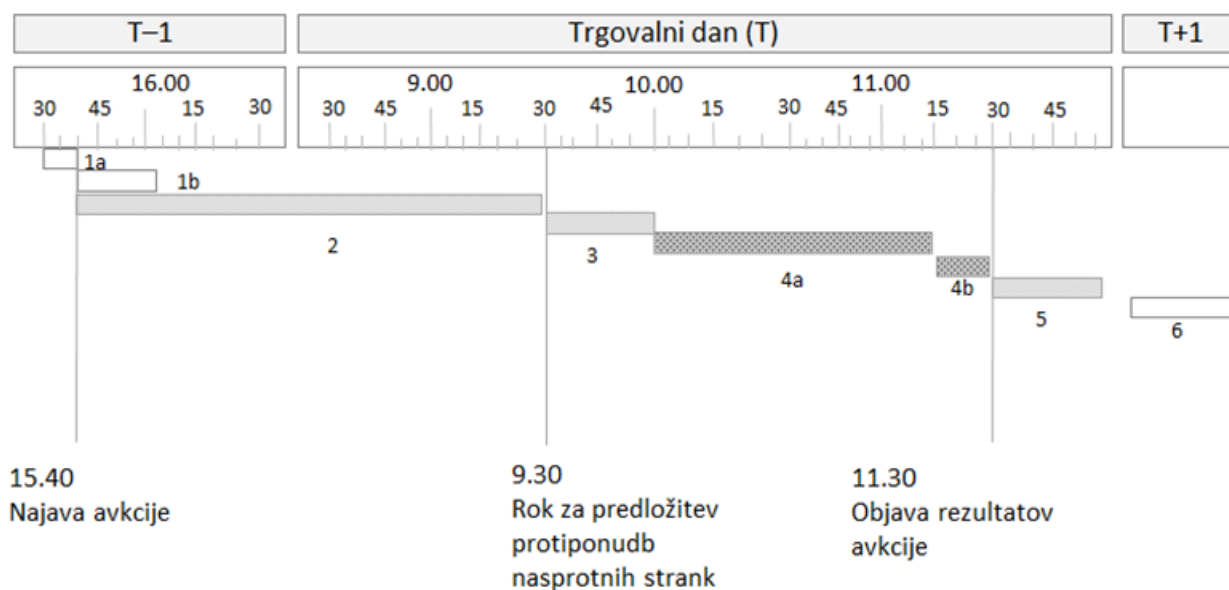 T−1 Trgovalni dan (T) T+1
16.00 9.00 10.00 11.00
30 45 15 30 30 45 15 30 45 15 30 45 15 30 45
1a
1b
2
3
4a
4b
5
6
15.40
Najava avkcije
9.30
Rok za predložitev
protiponudb
nasprotnih strank
11.30
Objava rezultatov
avkcije